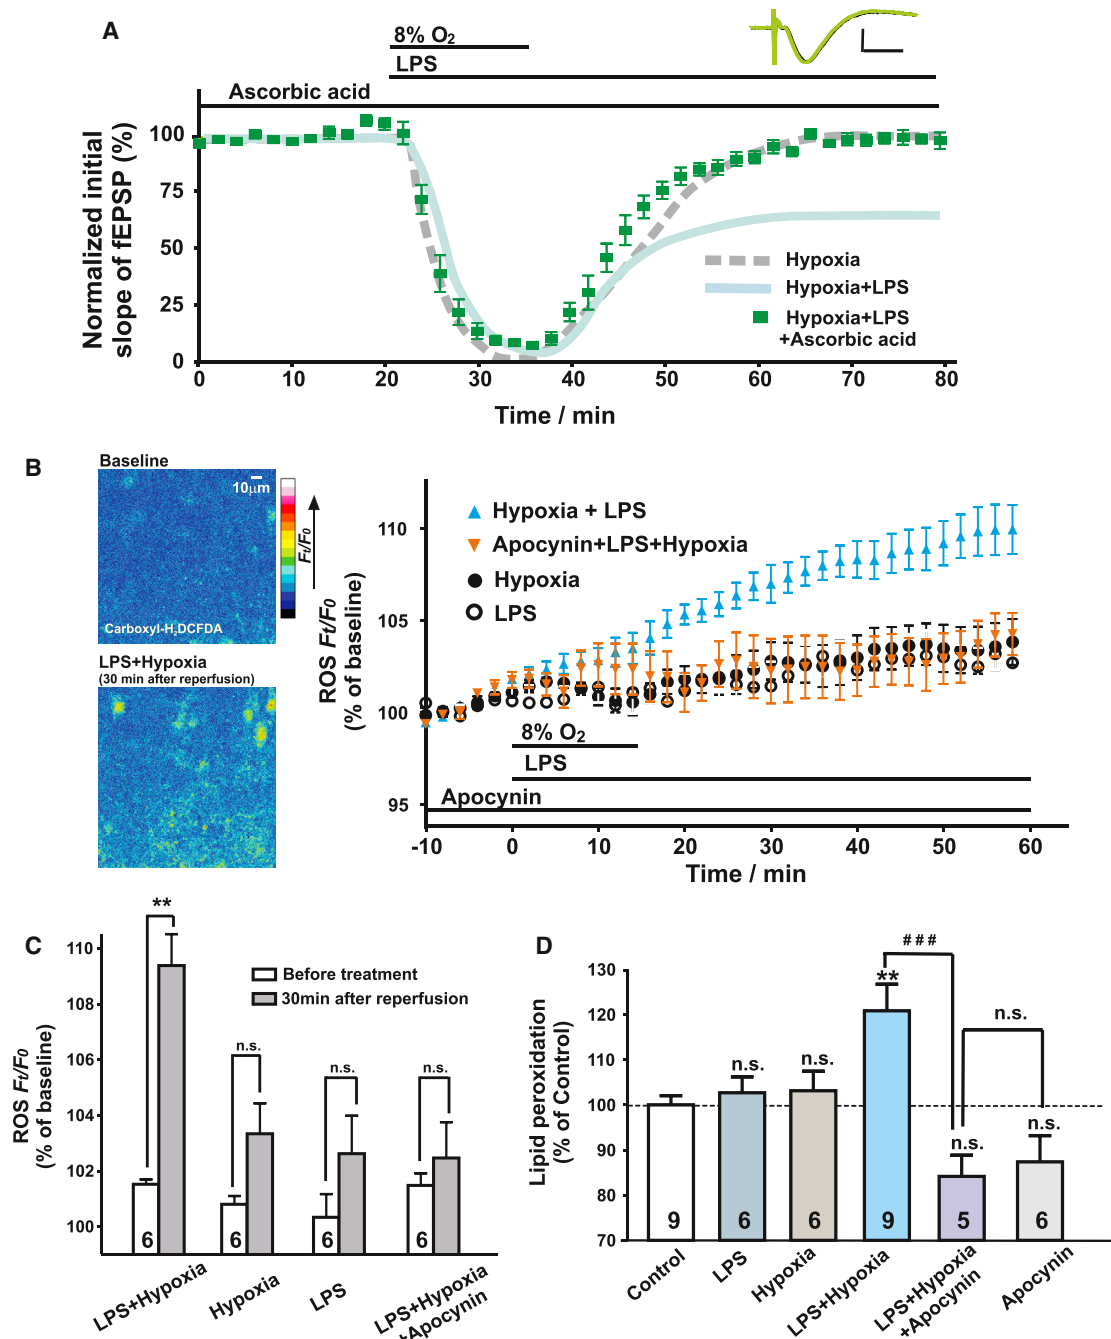 A
8% O2
LPS
Ascorbic acid
Normalized initial
slope of fEPSP (%)
100
75
50
25
0
Hypoxia
Hypoxia+LPS
Hypoxia+LPS
+Ascorbic acid
0 10 20 30 40 50 60 70 80
Time / min
B
Baseline
10µm
Ft/F0
Carboxyl-H2DCFDA
LPS+Hypoxia
(30 min after reperfusion)
ROS Ft/F0
(% of baseline)
110
105
100
95
Hypoxia + LPS
Apocynin+LPS+Hypoxia
Hypoxia
LPS
8% O2
LPS
Apocynin
-10 0 10 20 30 40 50 60
Time / min
C
ROS Ft/F0
(% of baseline)
110
108
106
104
102
100
**
n.s.
n.s.
n.s.
Before treatment
30min after reperfusion
6 6 6 6
LPS+Hypoxia
Hypoxia
LPS
LPS+Hypoxia
+Apocynin
D
Lipid peroxidation
(% of Control)
130
120
110
100
90
80
70
###
**
n.s.
n.s.
n.s.
n.s.
n.s.
9 6 6 9 5 6
Control
LPS
Hypoxia
LPS+Hypoxia
LPS+Hypoxia
+Apocynin
Apocynin